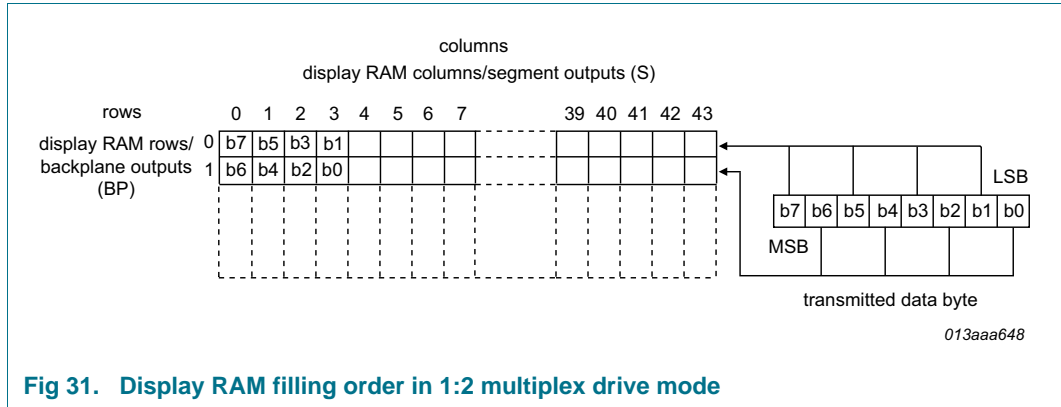 columns
display RAM columns/segment outputs (S)
rows 0 1 2 3 4 5 6 7 39 40 41 42 43
display RAM rows/ 0 b7 b5 b3 b1
backplane outputs 1 b6 b4 b2 b0
(BP)
LSB
b7 b6 b5 b4 b3 b2 b1 b0
MSB
transmitted data byte
013aaa648
Fig 31. Display RAM filling order in 1:2 multiplex drive mode